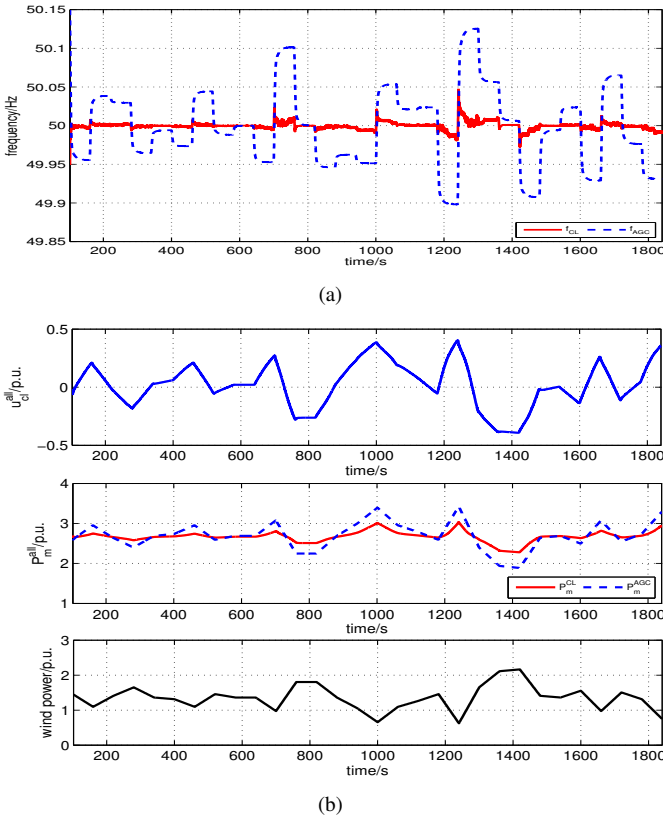 50.15
50.1
50.05
50
49.95
49.9
49.85
frequency/Hz
200 400 600 800 1000 1200 1400 1600 1800
time/s
f_CL f_AGC
(a)
0.5
0
−0.5
u_cl^all/p.u.
200 400 600 800 1000 1200 1400 1600 1800
time/s
4
3
2
1
P_m^all/p.u.
P_m^CL P_m^AGC
200 400 600 800 1000 1200 1400 1600 1800
time/s
3
2
1
0
wind power/p.u.
200 400 600 800 1000 1200 1400 1600 1800
time/s
(b)